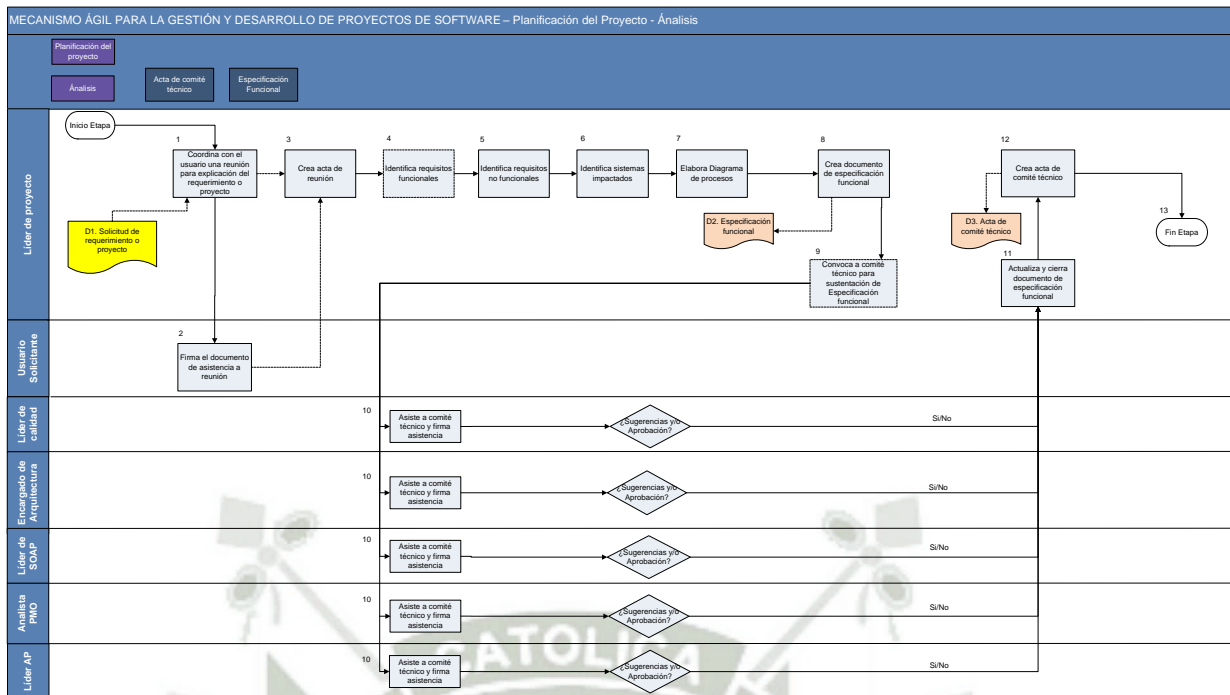 MECANISMO ÁGIL PARA LA GESTIÓN Y DESARROLLO DE PROYECTOS DE SOFTWARE – Planificación del Proyecto - Ánalisis
Planificación del
proyecto
Ánalisis
Acta de comité
técnico
Especificación
Funcional
Líder de proyecto
Inicio Etapa
1
Coordina con el
usuario una reunión
para explicación del
requerimiento o
proyecto
3
Crea acta de
reunión
4
Identifica requisitos
funcionales
5
Identifica requisitos
no funcionales
6
Identifica sistemas
impactados
7
Elabora Diagrama
de procesos
8
Crea documento
de especificación
funcional
12
Crea acta de
comité técnico
D1. Solicitud de
requerimiento o
proyecto
D2. Especificación
funcional
D3. Acta de
comité técnico
13
Fin Etapa
9
Convoca a comité
técnico para
sustentación de
Especificación
funcional
11
Actualiza y cierra
documento de
especificación
funcional
Usuario
Solicitante
2
Firma el documento
de asistencia a
reunión
Líder de
calidad
10
Asiste a comité
técnico y firma
asistencia
¿Sugerencias y/o
Aprobación?
Si/No
Encargado de
Arquitectura
10
Asiste a comité
técnico y firma
asistencia
¿Sugerencias y/o
Aprobación?
Si/No
Líder de
SOAP
10
Asiste a comité
técnico y firma
asistencia
¿Sugerencias y/o
Aprobación?
Si/No
Analista
PMO
10
Asiste a comité
técnico y firma
asistencia
¿Sugerencias y/o
Aprobación?
Si/No
Líder AP
10
Asiste a comité
técnico y firma
asistencia
¿Sugerencias y/o
Aprobación?
Si/No
CATOLICA